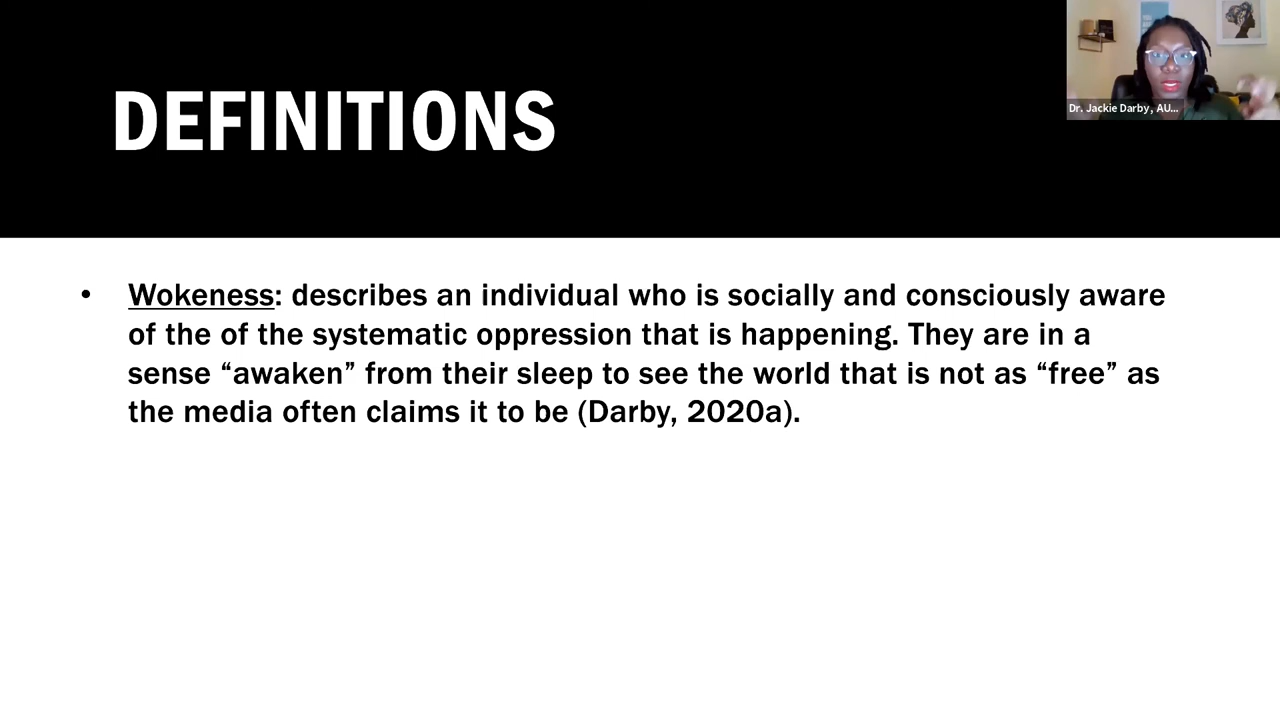 DEFINITIONS
Dr. Jackie Darby, AU...
• Wokeness: describes an individual who is socially and consciously aware
of the of the systematic oppression that is happening. They are in a
sense “awaken” from their sleep to see the world that is not as “free” as
the media often claims it to be (Darby, 2020a).